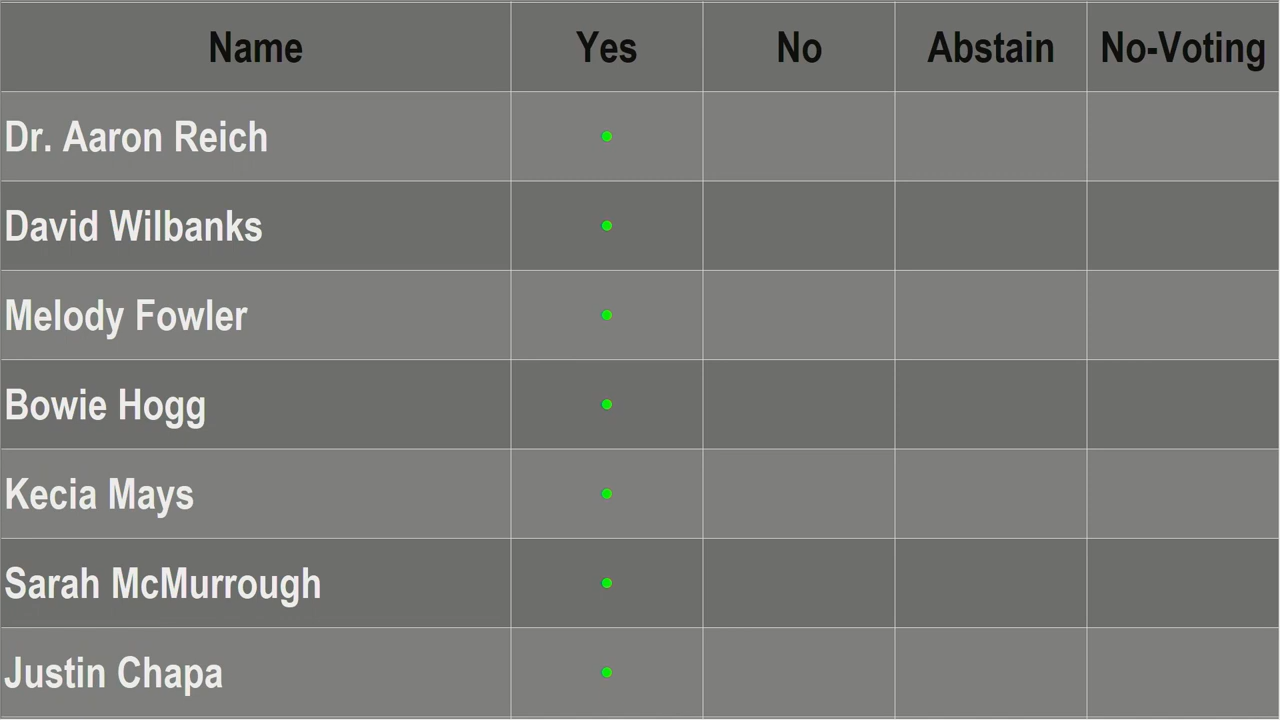 Name Yes No Abstain No-Voting
Dr. Aaron Reich
David Wilbanks
Melody Fowler
Bowie Hogg
Kecia Mays
Sarah McMurrough
Justin Chapa